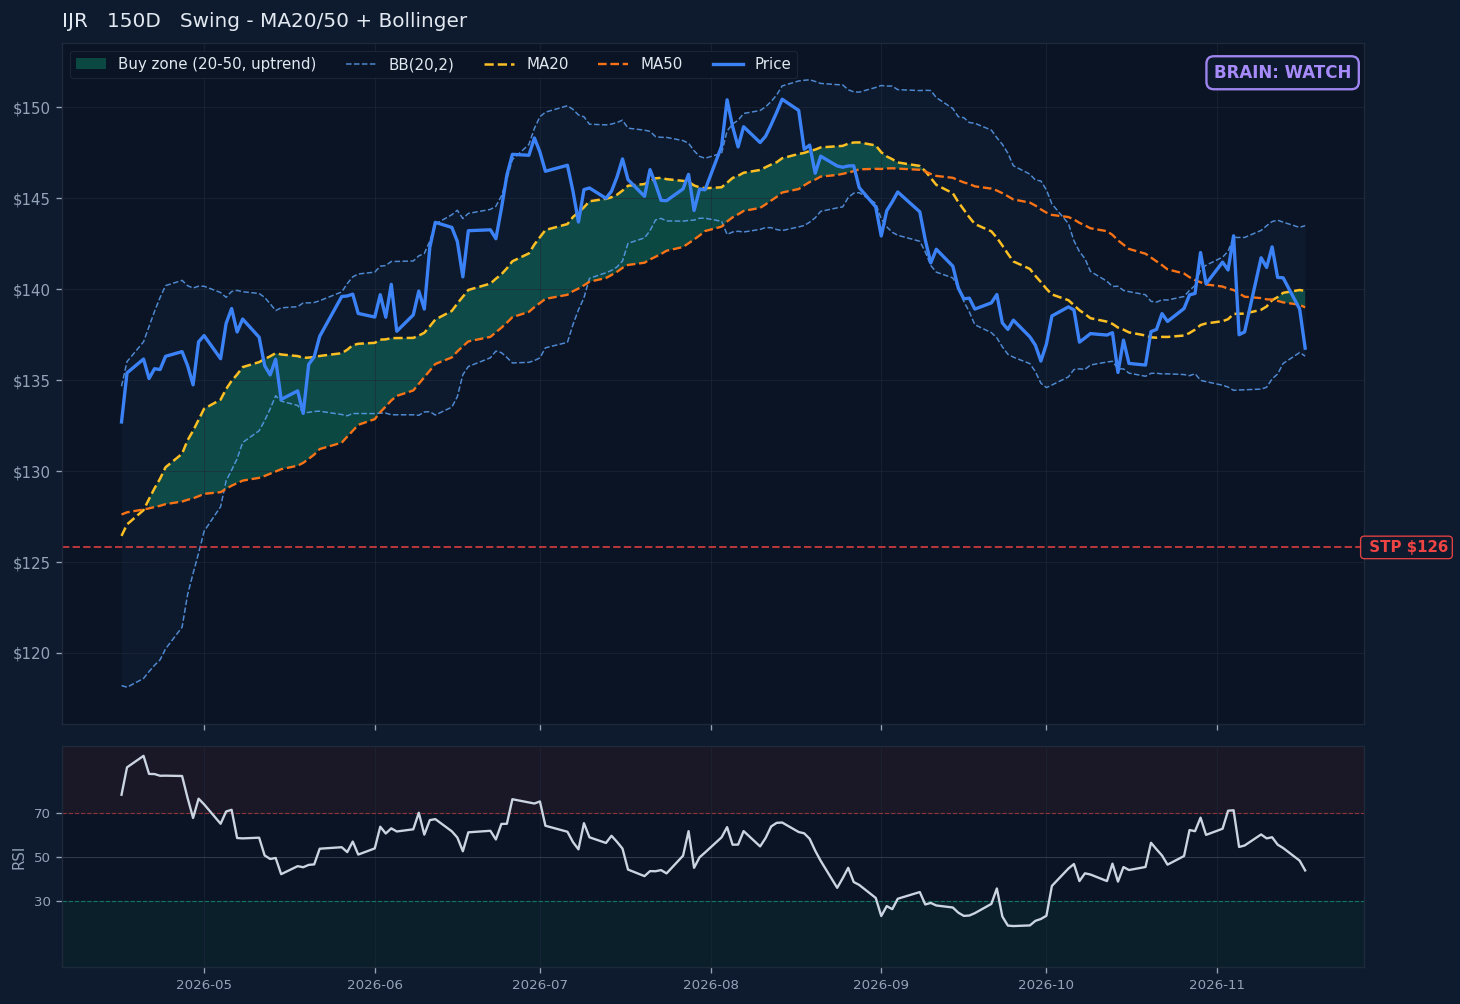 IJR   150D   Swing - MA20/50 + Bollinger
Buy zone (20-50, uptrend)   BB(20,2)   MA20   MA50   Price
BRAIN: WATCH
$150
$145
$140
$135
$130
$125
$120
STP $126
RSI
70
50
30
2026-05   2026-06   2026-07   2026-08   2026-09   2026-10   2026-11